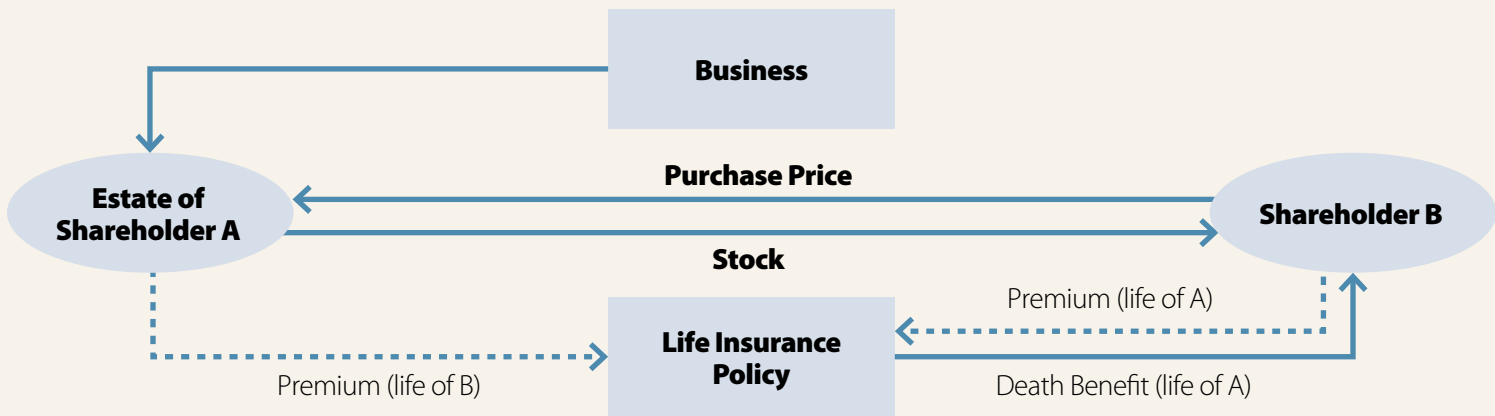 Business
Purchase Price
Estate of
Shareholder A
Shareholder B
Stock
Premium (life of A)
Life Insurance
Policy
Premium (life of B)
Death Benefit (life of A)